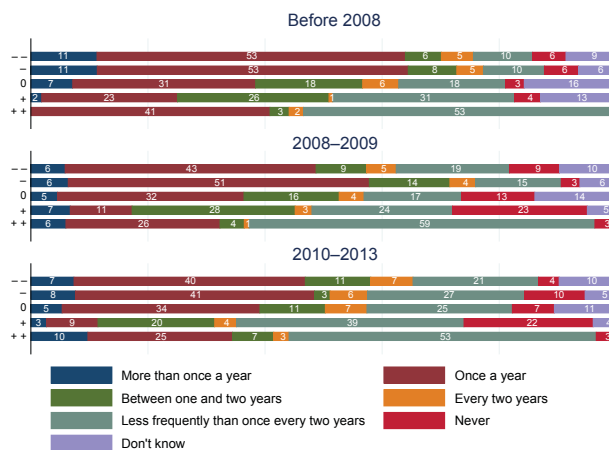 Before 2008
– – 11 53 6 5 10 6 9
– 11 53 8 5 10 6 6
0 7 31 18 6 18 3 16
+ 2 23 26 1 31 4 13
+ + 41 3 2 53
2008–2009
– – 6 43 9 5 19 9 10
– 6 51 14 4 15 3 6
0 5 32 16 4 17 13 14
+ 7 11 28 3 24 23 5
+ + 6 26 4 1 59 3
2010–2013
– – 7 40 11 7 21 4 10
– 8 41 3 6 27 10 5
0 5 34 11 7 25 7 11
+ 3 9 20 4 39 22 4
+ + 10 25 7 3 53 3
More than once a year Once a year
Between one and two years Every two years
Less frequently than once every two years Never
Don't know